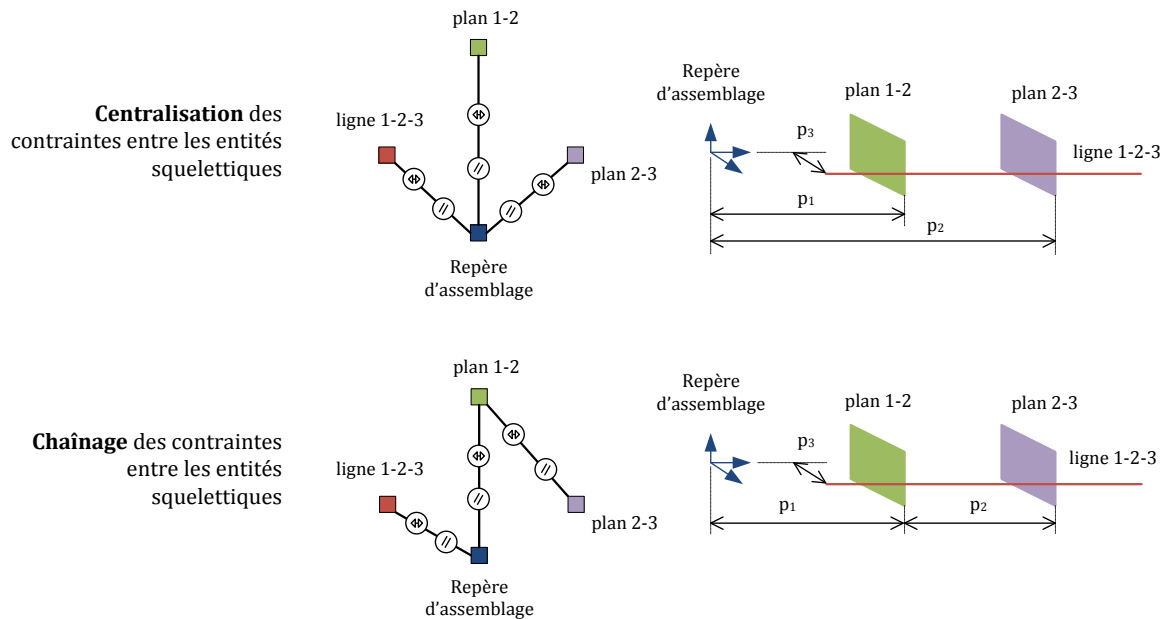 plan 1-2
Centralisation des
contraintes entre les entités
squelettiques
ligne 1-2-3
plan 2-3
Repère
d'assemblage
Repère
d'assemblage
plan 1-2
plan 2-3
p3
ligne 1-2-3
p1
p2
plan 1-2
Chaînage des contraintes
entre les entités
squelettiques
ligne 1-2-3
plan 2-3
Repère
d'assemblage
Repère
d'assemblage
plan 1-2
plan 2-3
p3
ligne 1-2-3
p1
p2